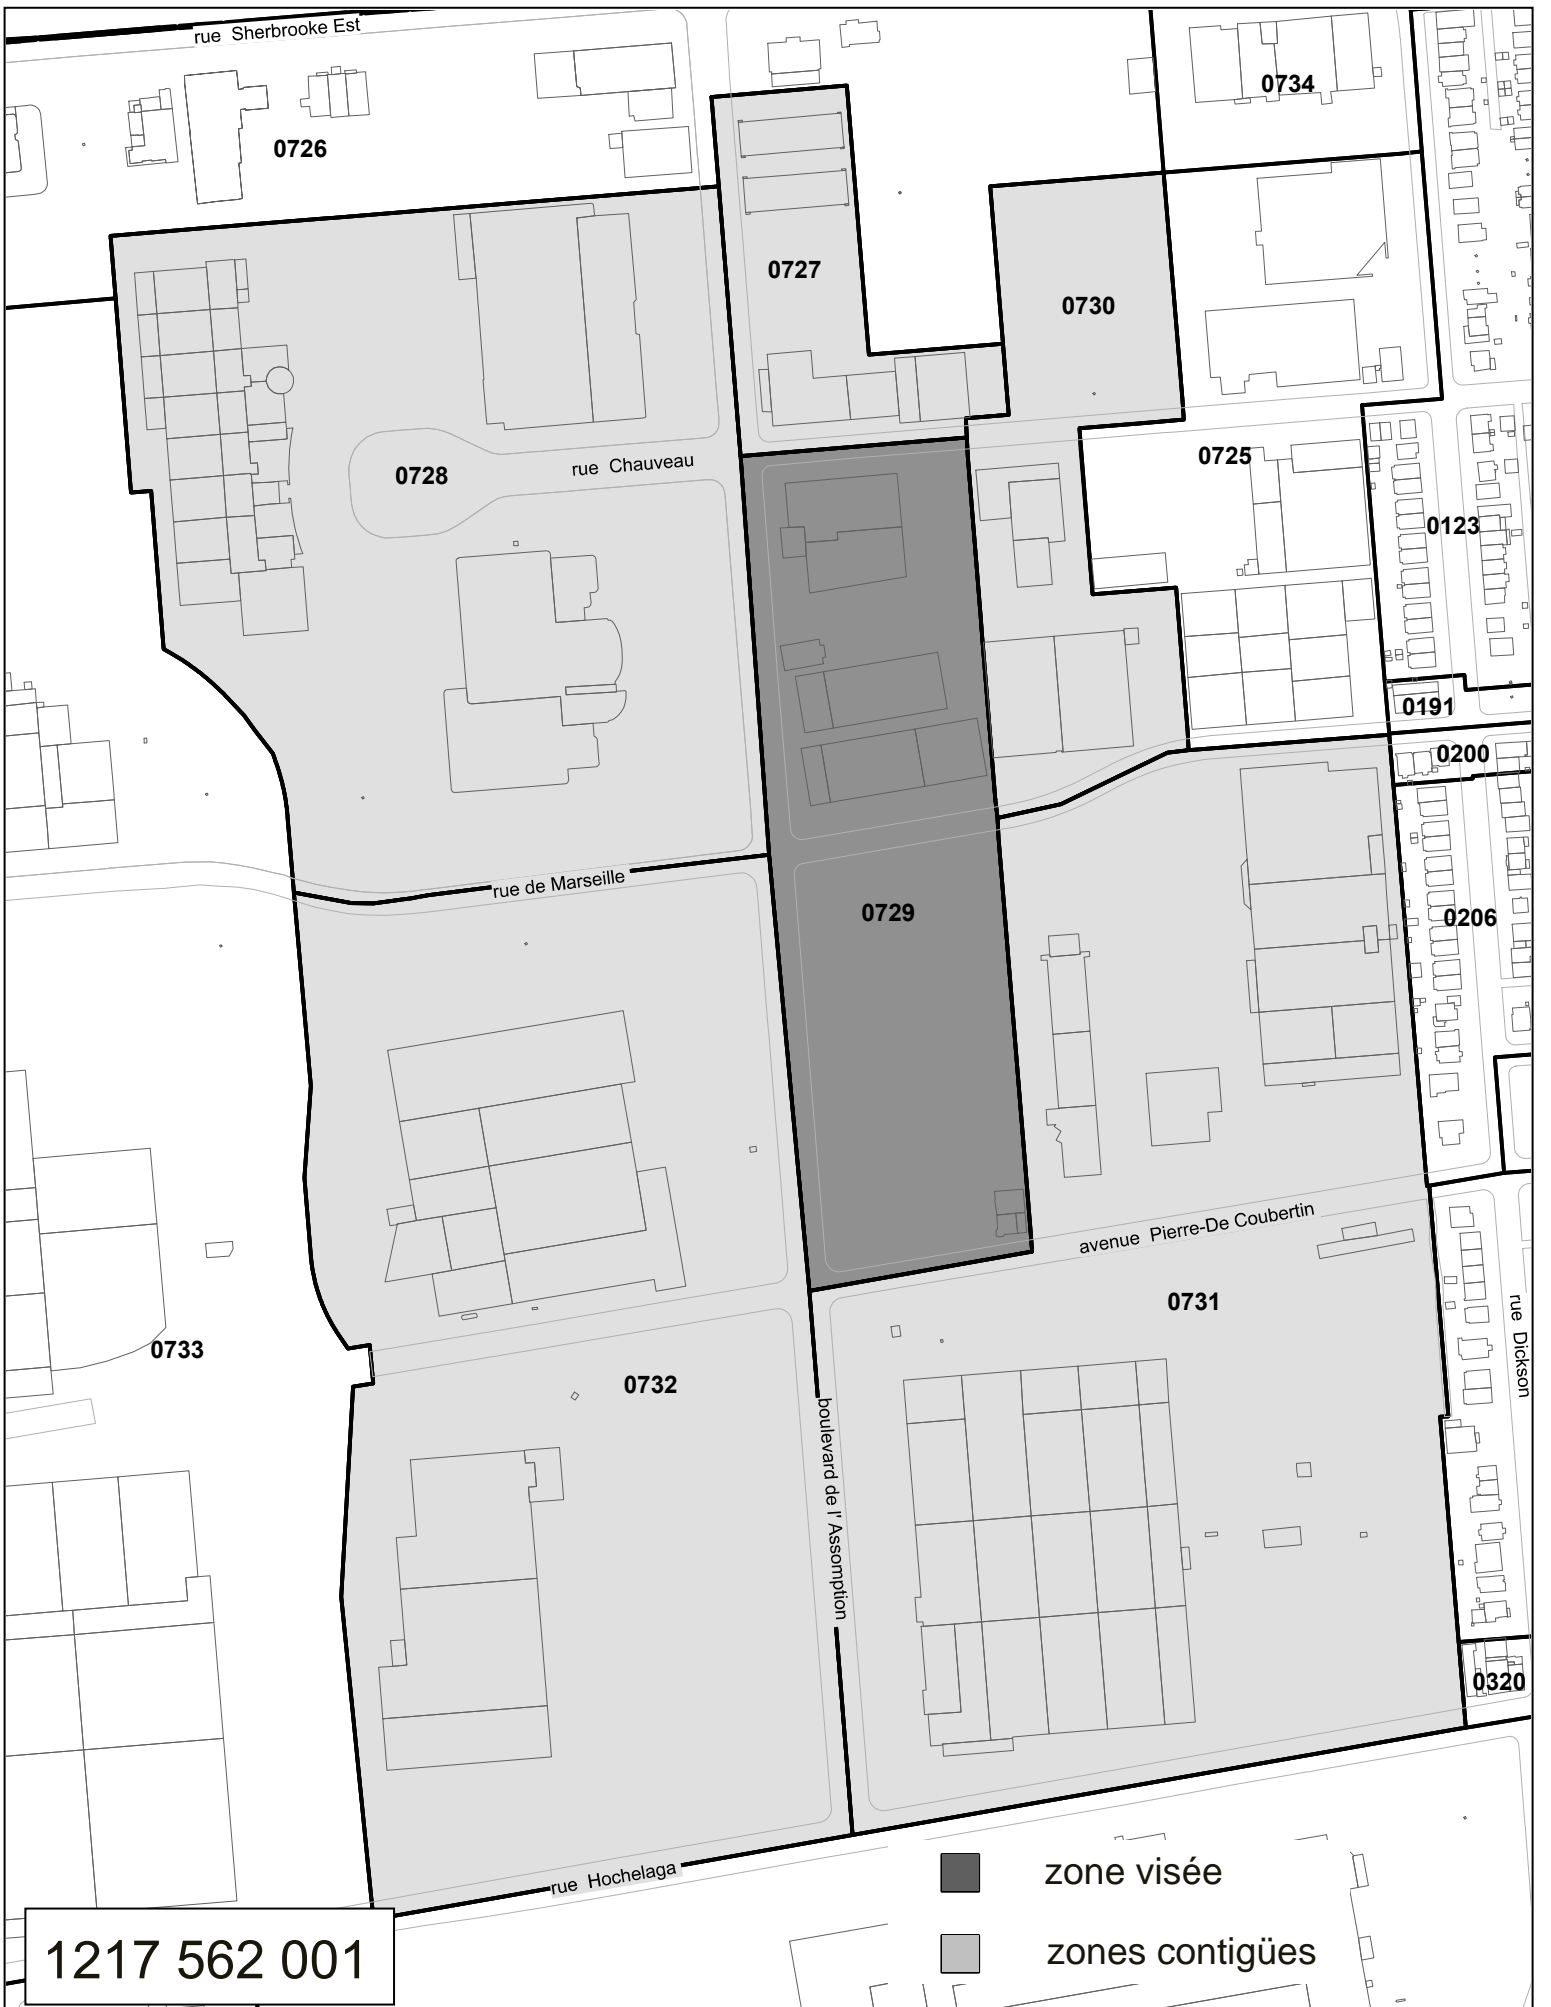 rue Sherbrooke Est
0734
0726
0727
0730
0725
rue Chauveau
0728
0123
0191
0200
rue de Marseille
0729
0206
avenue Pierre-De Coubertin
0731
rue Dickson
0733
0732
boulevard de l' Assomption
0320
rue Hochelaga
zone visée
zones contigües
1217 562 001